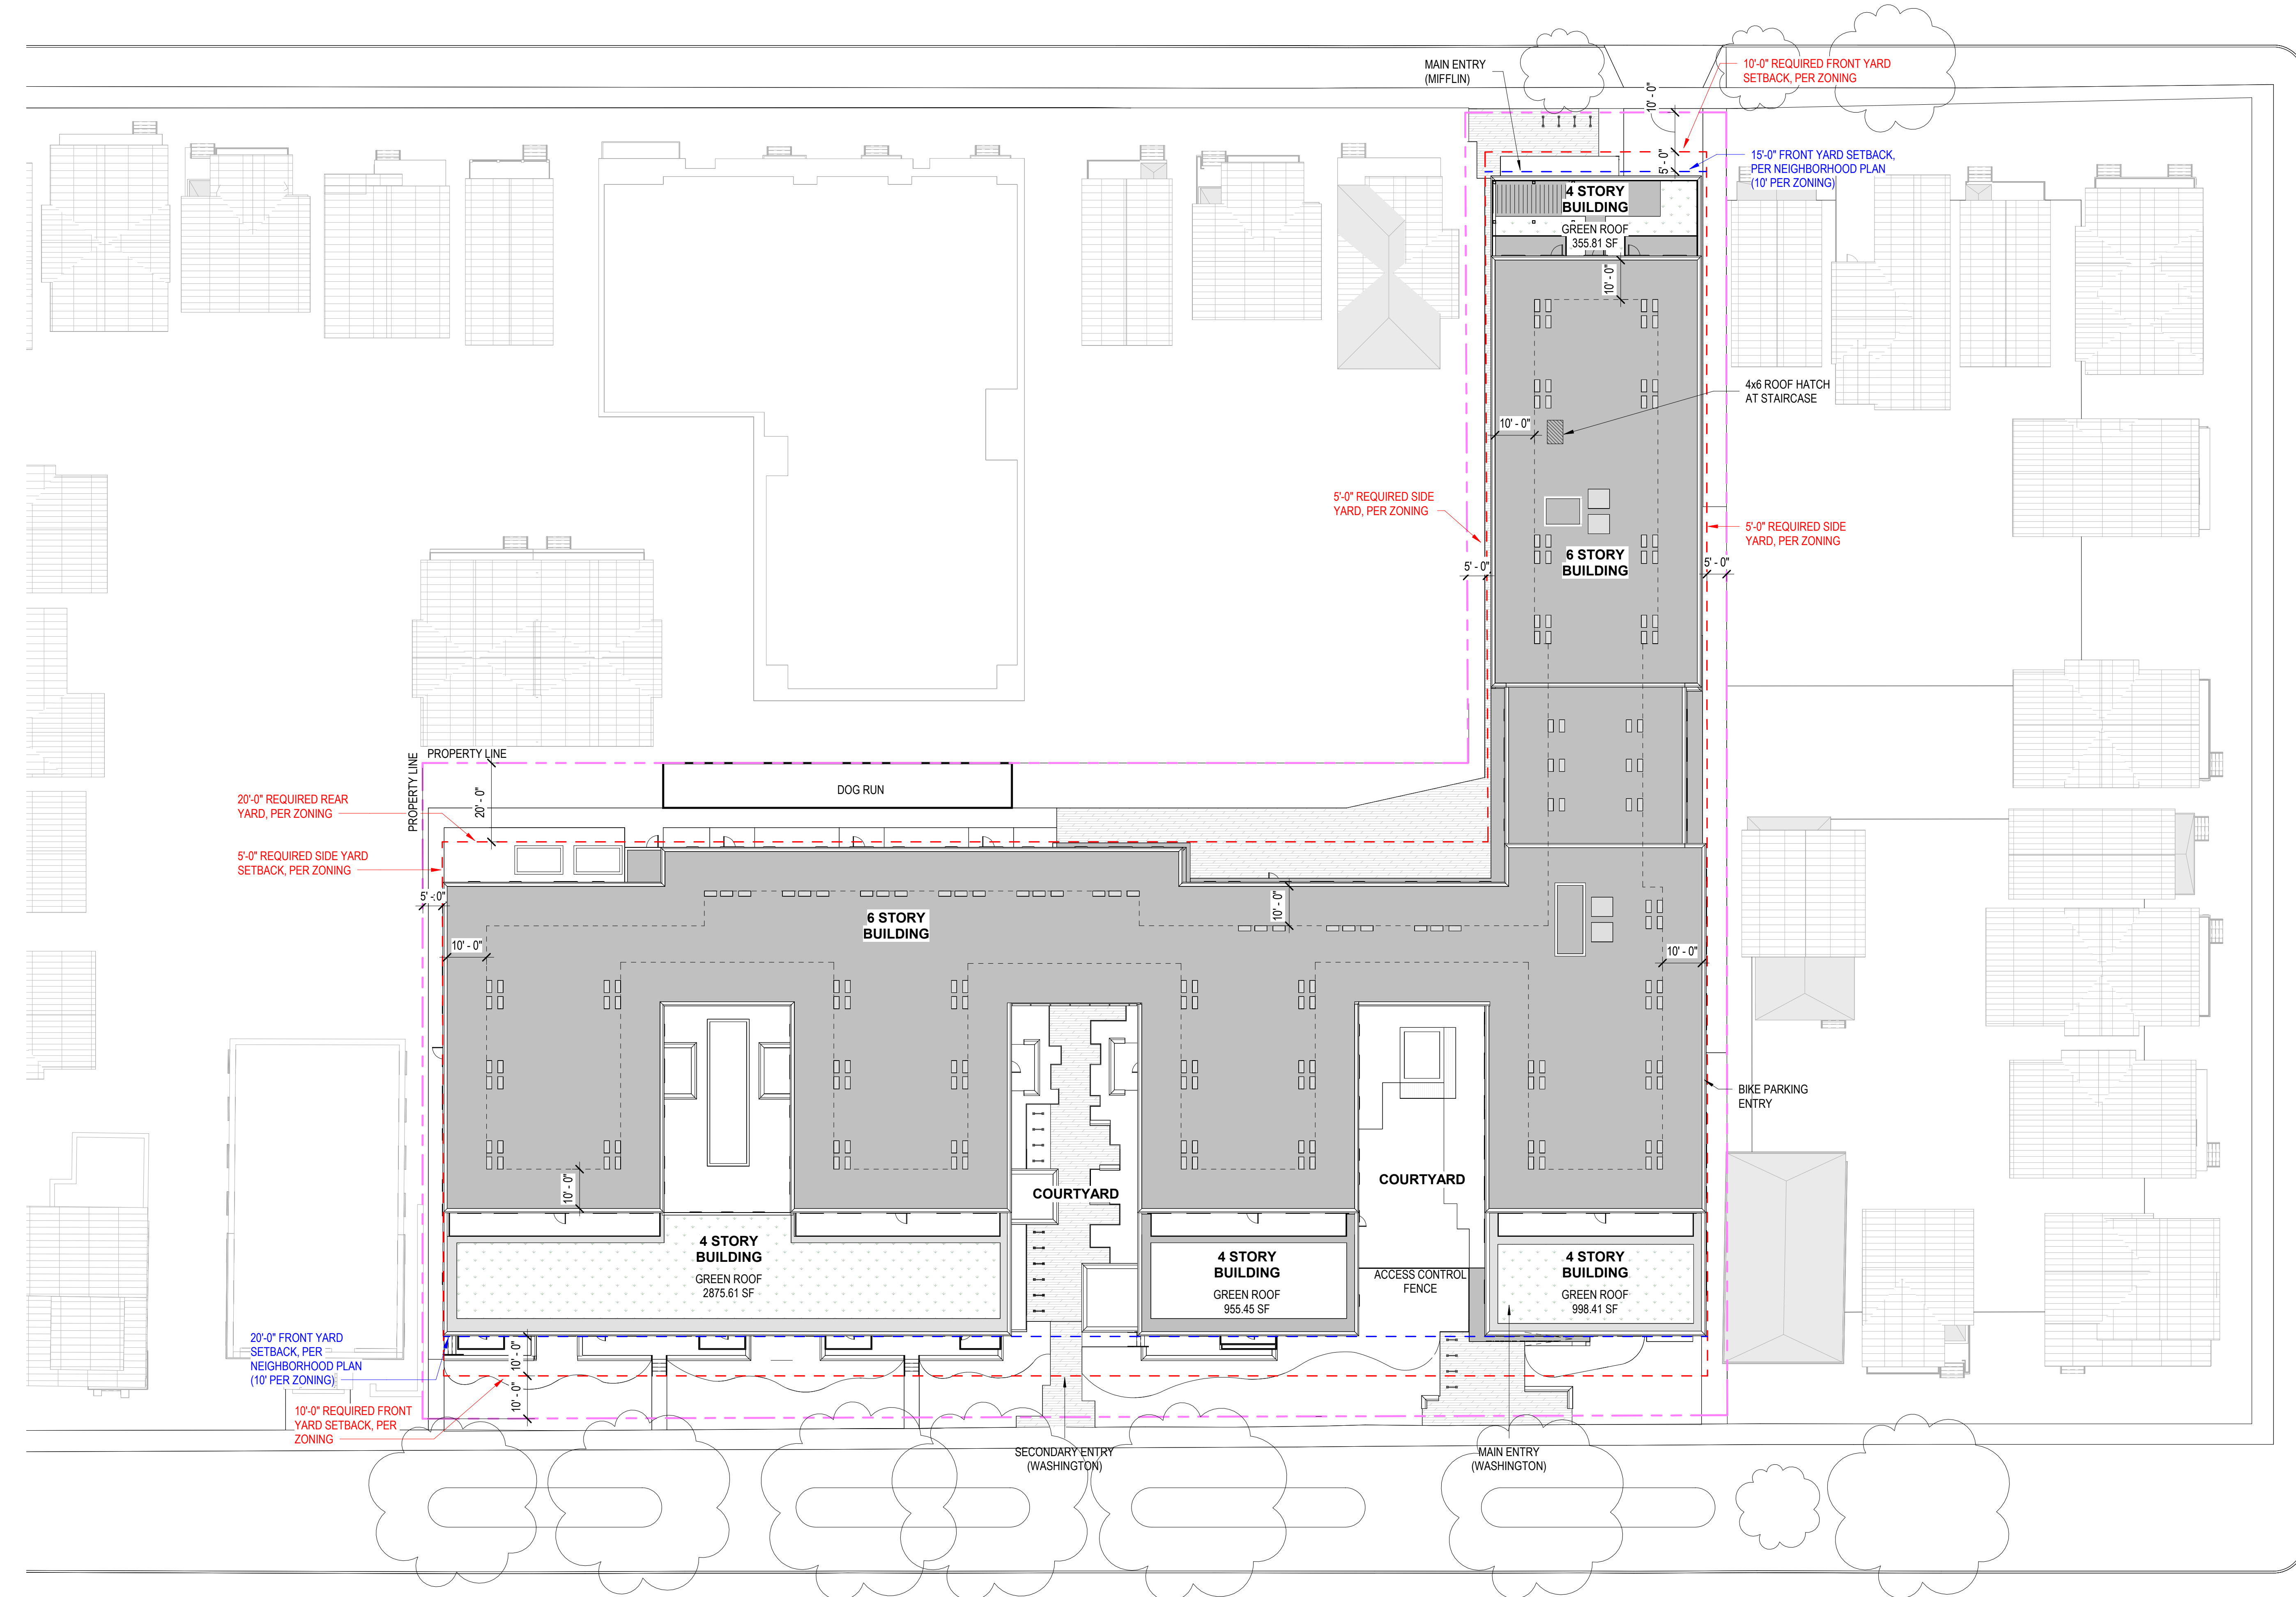 MAIN ENTRY
(MIFFLIN)
10'-0" REQUIRED FRONT YARD
SETBACK, PER ZONING
10' - 0"
5' - 0"
15'-0" FRONT YARD SETBACK,
PER NEIGHBORHOOD PLAN
(10' PER ZONING)
4 STORY
BUILDING
GREEN ROOF
355.81 SF
10' - 0"
4x6 ROOF HATCH
AT STAIRCASE
10' - 0"
5'-0" REQUIRED SIDE
YARD, PER ZONING
5'-0" REQUIRED SIDE
YARD, PER ZONING
6 STORY
BUILDING
5' - 0"
5' - 0"
PROPERTY LINE
PROPERTY LINE
20' - 0"
DOG RUN
20'-0" REQUIRED REAR
YARD, PER ZONING
5'-0" REQUIRED SIDE YARD
SETBACK, PER ZONING
5' - 0"
10' - 0"
6 STORY
BUILDING
10' - 0"
10' - 0"
BIKE PARKING
ENTRY
10' - 0"
COURTYARD
COURTYARD
4 STORY
BUILDING
GREEN ROOF
2875.61 SF
4 STORY
BUILDING
GREEN ROOF
955.45 SF
ACCESS CONTROL
FENCE
4 STORY
BUILDING
GREEN ROOF
998.41 SF
20'-0" FRONT YARD
SETBACK, PER
NEIGHBORHOOD PLAN
(10' PER ZONING)
10' - 0"
10' - 0"
10'-0" REQUIRED FRONT
YARD SETBACK, PER
ZONING
SECONDARY ENTRY
(WASHINGTON)
MAIN ENTRY
(WASHINGTON)